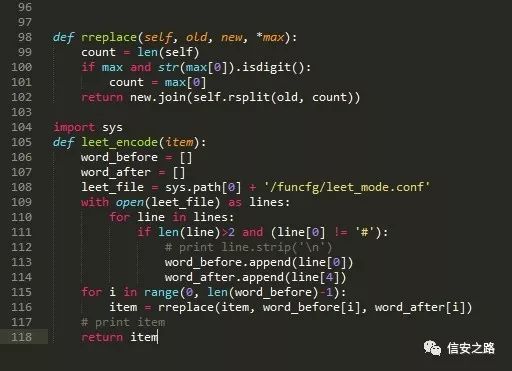 96
97
98 def rreplace(self, old, new, *max):
99     count = len(self)
100     if max and str(max[0]).isdigit():
101         count = max[0]
102     return new.join(self.rsplit(old, count))
103
104 import sys
105 def leet_encode(item):
106     word_before = []
107     word_after = []
108     leet_file = sys.path[0] + '/funcfg/leet_mode.conf'
109     with open(leet_file) as lines:
110         for line in lines:
111             if len(line)>2 and (line[0] != '#'):
112                 # print line.strip('\n')
113                 word_before.append(line[0])
114                 word_after.append(line[4])
115     for i in range(0, len(word_before)-1):
116         item = rreplace(item, word_before[i], word_after[i])
117     # print item
118     return item
信安之路